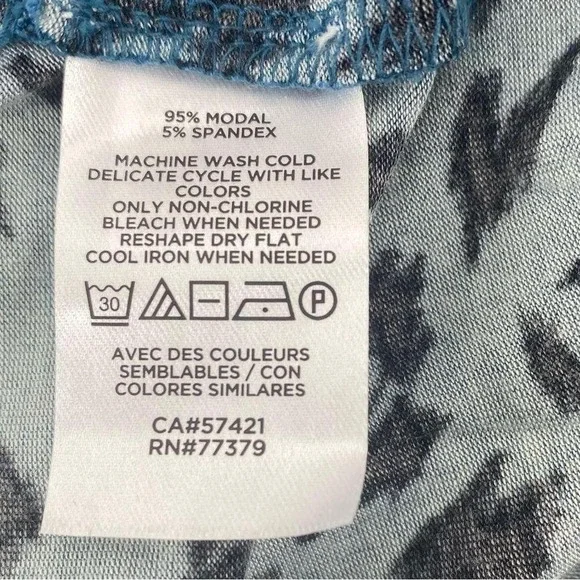 95% MODAL
5% SPANDEX
MACHINE WASH COLD
DELICATE CYCLE WITH LIKE
COLORS
ONLY NON-CHLORINE
BLEACH WHEN NEEDED
RESHAPE DRY FLAT
COOL IRON WHEN NEEDED
30 P
AVEC DES COULEURS
SEMBLABLES / CON
COLORES SIMILARES
CA#57421
RN#77379